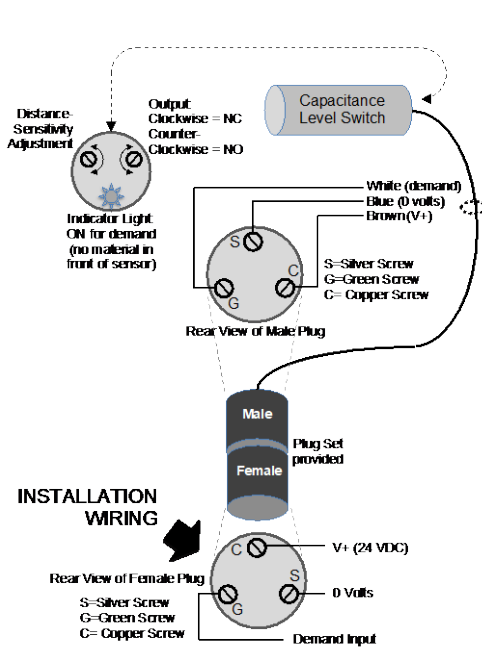 Distance-
Sensitivity
Adjustment
Output:
Clockwise = NC
Counter-
Clockwise = NO
Capacitance
Level Switch
Indicator Light:
ON for demand
(no material in
front of sensor)
White (demand)
Blue (0 volts)
Brown (V+)
S
C
G
S=Silver Screw
G=Green Screw
C= Copper Screw
Rear View of Male Plug
Male
Female
Plug Set
provided
INSTALLATION
WIRING
C
V+ (24 VDC)
Rear View of Female Plug
S
0 Volts
G
S=Silver Screw
G=Green Screw
C= Copper Screw
Demand Input